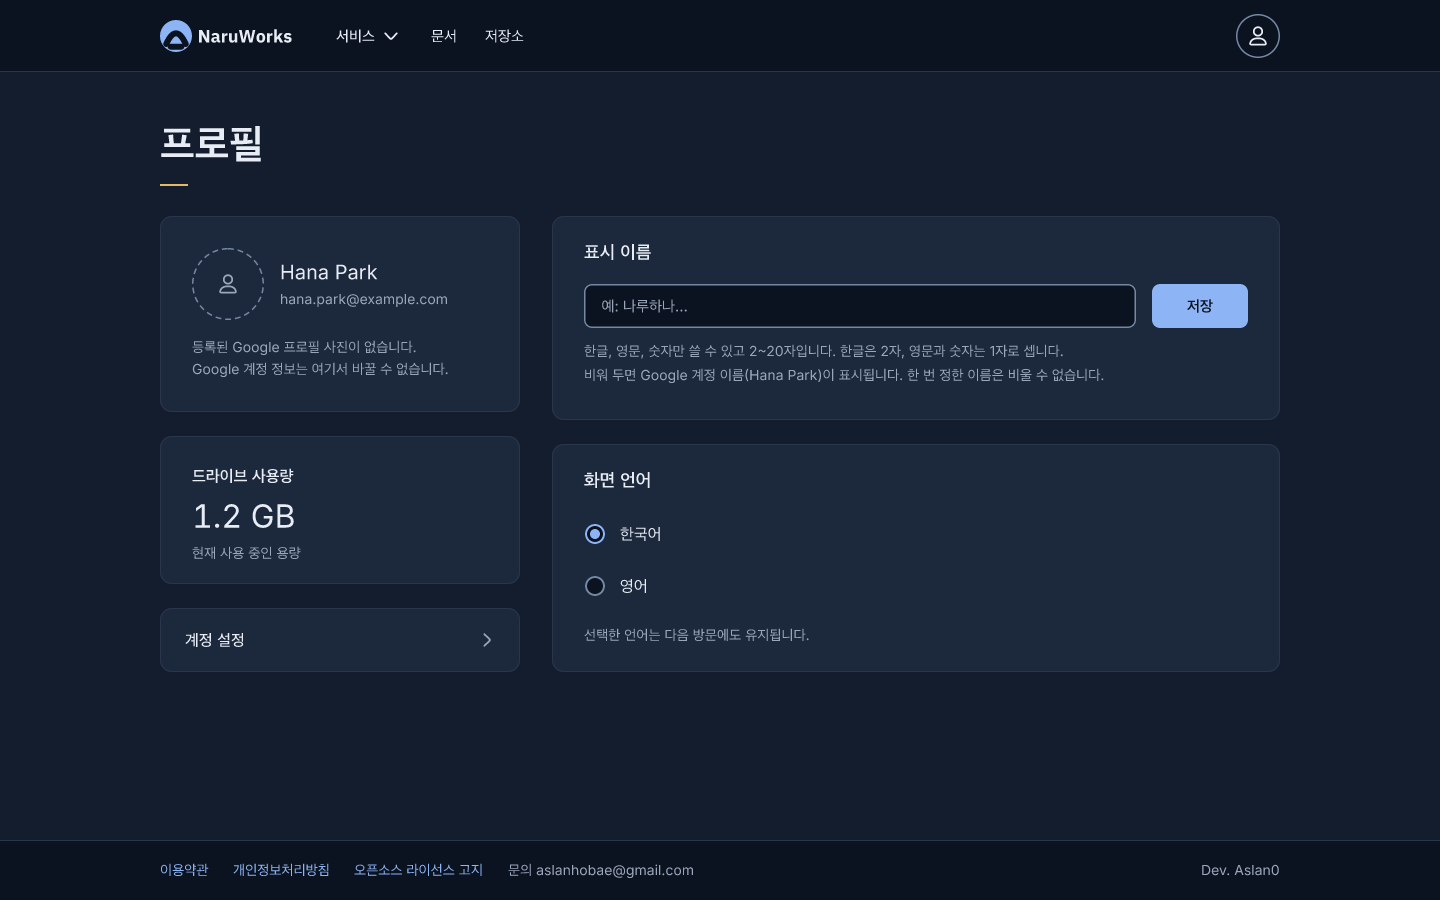 NaruWorks
서비스
문서
저장소
프로필
Hana Park
hana.park@example.com
등록된 Google 프로필 사진이 없습니다.
Google 계정 정보는 여기서 바꿀 수 없습니다.
드라이브 사용량
1.2 GB
현재 사용 중인 용량
계정 설정
표시 이름
예: 나루하나...
저장
한글, 영문, 숫자만 쓸 수 있고 2~20자입니다. 한글은 2자, 영문과 숫자는 1자로 셉니다.
비워 두면 Google 계정 이름(Hana Park)이 표시됩니다. 한 번 정한 이름은 비울 수 없습니다.
화면 언어
한국어
영어
선택한 언어는 다음 방문에도 유지됩니다.
이용약관
개인정보처리방침
오픈소스 라이선스 고지
문의 aslanhobae@gmail.com
Dev. Aslan0